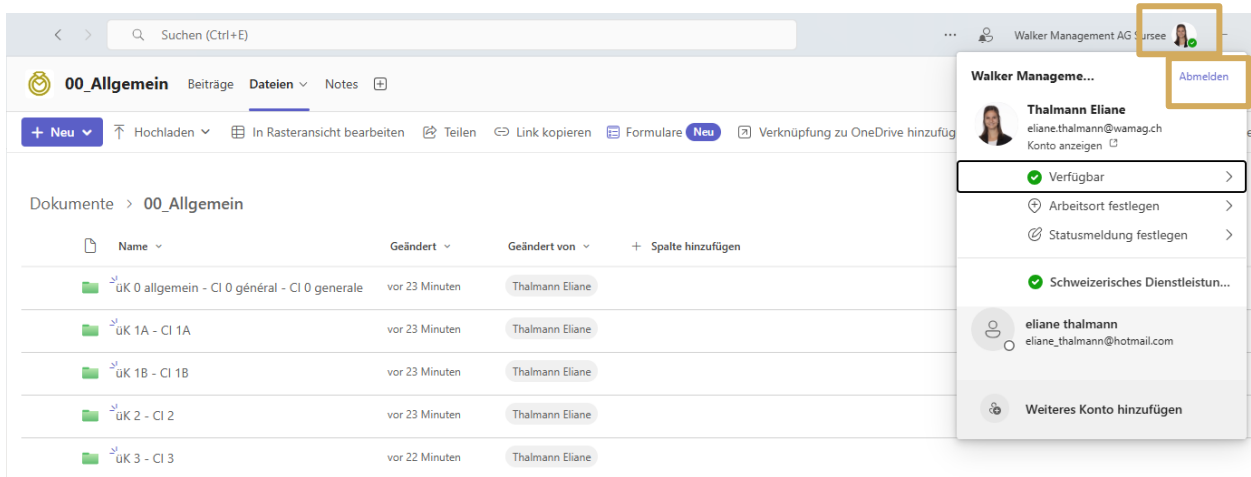 Suchen (Ctrl+E)
Walker Management AG Sursee
00_Allgemein Beiträge Dateien Notes
Neu Hochladen In Rasteransicht bearbeiten Teilen Link kopieren Formulare Neu Verknüpfung zu OneDrive hinzufüg
Dokumente > 00_Allgemein
Name Geändert Geändert von + Spalte hinzufügen
üK 0 allgemein - CI 0 général - CI 0 generale vor 23 Minuten Thalmann Eliane
üK 1A - CI 1A vor 23 Minuten Thalmann Eliane
üK 1B - CI 1B vor 23 Minuten Thalmann Eliane
üK 2 - CI 2 vor 23 Minuten Thalmann Eliane
üK 3 - CI 3 vor 22 Minuten Thalmann Eliane
Walker Manageme... Abmelden
Thalmann Eliane
eliane.thalmann@wamag.ch
Konto anzeigen
Verfügbar
Arbeitsort festlegen
Statusmeldung festlegen
Schweizerisches Dienstleistun...
eliane thalmann
eliane_thalmann@hotmail.com
Weiteres Konto hinzufügen